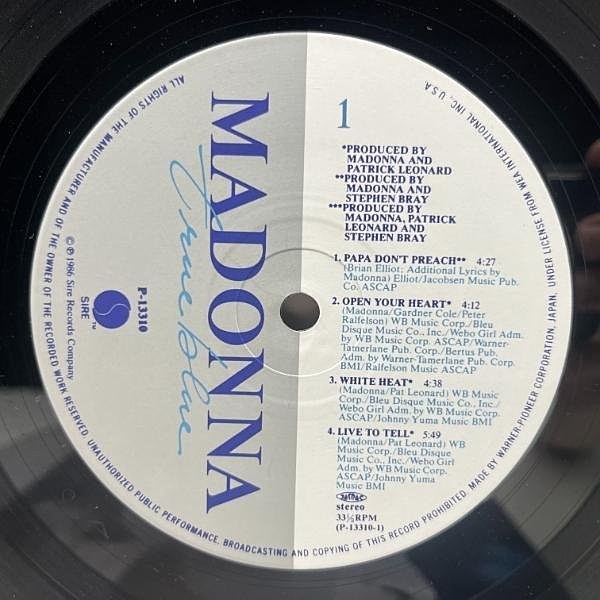 MADONNA
True Blue
P-13310
SIRE™
℗ © 1986 Sire Records Company
1
*PRODUCED BY
MADONNA AND
PATRICK LEONARD
**PRODUCED BY
MADONNA AND
STEPHEN BRAY
***PRODUCED BY
MADONNA, PATRICK
LEONARD AND
STEPHEN BRAY
1. PAPA DON'T PREACH** 4:27
(Brian Elliot; Additional Lyrics by
Madonna) Elliot/Jacobsen Music Pub.
Co. ASCAP
2. OPEN YOUR HEART* 4:12
(Madonna/Gardner Cole/Peter
Rafelson) WB Music Corp./Bleu
Disque Music Co., Inc./Webo Girl Adm.
by WB Music Corp. ASCAP/Warner-
Tamerlane Pub. Corp./Bertus Pub.
Adm. by Warner-Tamerlane Pub. Corp.
BMI/Ralfelson Music ASCAP
3. WHITE HEAT* 4:38
(Madonna/Pat Leonard) WB Music
Corp./Bleu Disque Music Co., Inc./
Webo Girl Adm. by WB Music Corp.
ASCAP/Johnny Yuma Music BMI
4. LIVE TO TELL* 5:49
(Madonna/Pat Leonard) WB
Music Corp./Bleu Disque
Music Co., Inc./Webo Girl
Adm. by WB Music Corp.
ASCAP/Johnny Yuma
Music BMI
JASRAC
stereo
33⅓RPM
(P-13310-1)
ALL RIGHTS OF THE MANUFACTURER AND OF THE OWNER OF THE RECORDED WORK RESERVED. UNAUTHORIZED PUBLIC PERFORMANCE, BROADCASTING AND COPYING OF THIS RECORD PROHIBITED. MADE BY WARNER-PIONEER CORPORATION, JAPAN, UNDER LICENSE FROM WEA INTERNATIONAL INC., U.S.A.